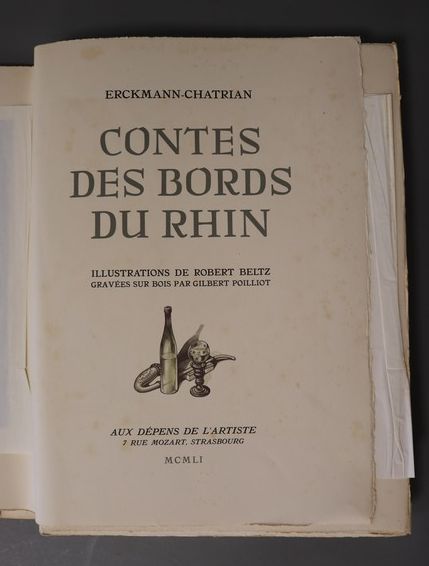 ERCKMANN-CHATRIAN
CONTES
DES BORDS
DU RHIN
ILLUSTRATIONS DE ROBERT BELTZ
GRAVÉES SUR BOIS PAR GILBERT POILLIOT
AUX DÉPENS DE L'ARTISTE
7 RUE MOZART, STRASBOURG
MCMLI